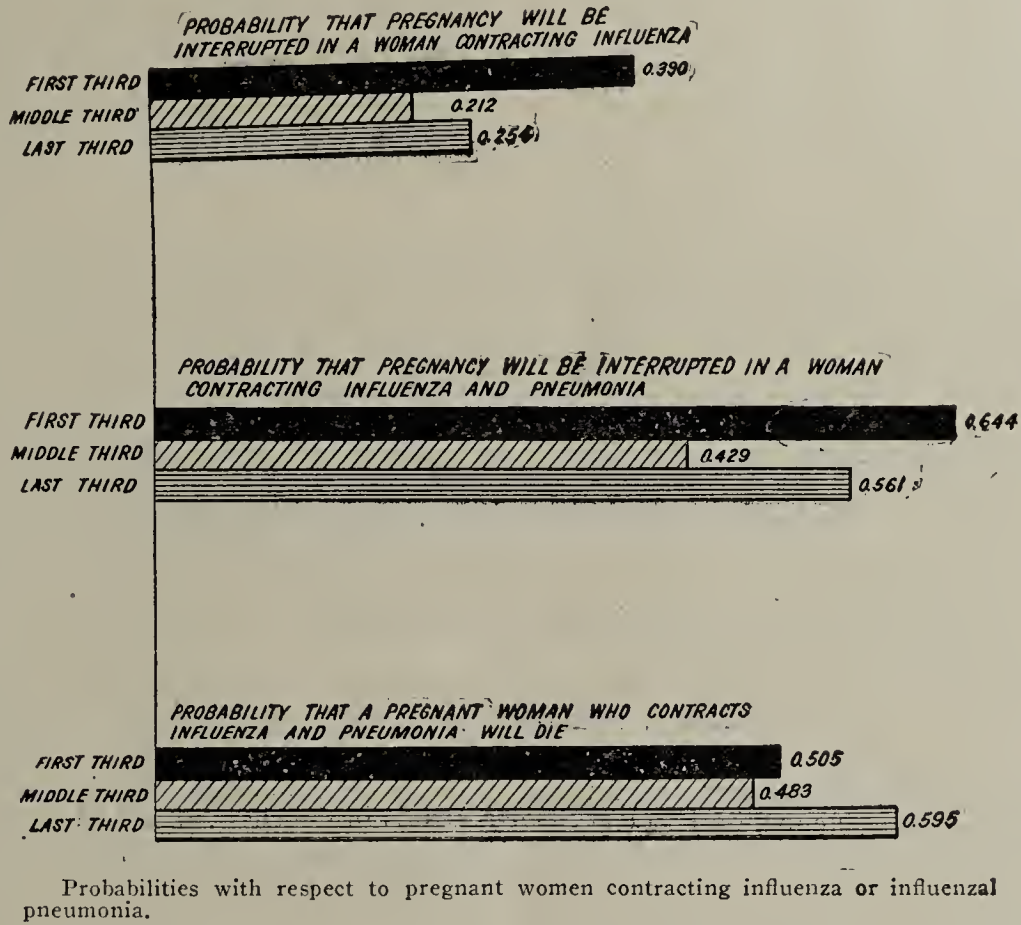 PROBABILITY THAT PREGNANCY WILL BE
INTERRUPTED IN A WOMAN CONTRACTING INFLUENZA
FIRST THIRD 0.390
MIDDLE THIRD 0.212
LAST THIRD 0.254
PROBABILITY THAT PREGNANCY WILL BE INTERRUPTED IN A WOMAN
CONTRACTING INFLUENZA AND PNEUMONIA
FIRST THIRD 0.644
MIDDLE THIRD 0.429
LAST THIRD 0.561
PROBABILITY THAT A PREGNANT WOMAN WHO CONTRACTS
INFLUENZA AND PNEUMONIA WILL DIE
FIRST THIRD 0.505
MIDDLE THIRD 0.483
LAST THIRD 0.595
Probabilities with respect to pregnant women contracting influenza or influenzal
pneumonia.